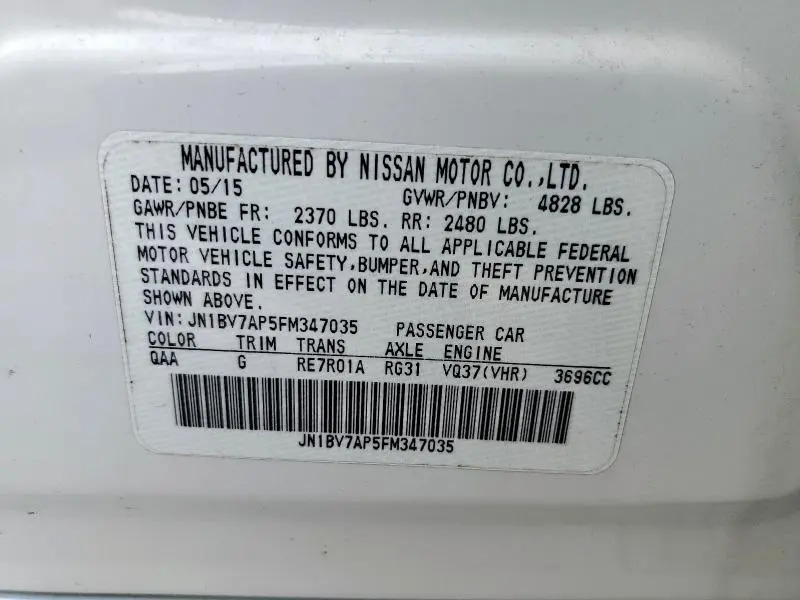 MANUFACTURED BY NISSAN MOTOR CO.,LTD.
DATE: 05/15 GVWR/PNBV: 4828 LBS.
GAWR/PNBE FR: 2370 LBS. RR: 2480 LBS.
THIS VEHICLE CONFORMS TO ALL APPLICABLE FEDERAL
MOTOR VEHICLE SAFETY,BUMPER,AND THEFT PREVENTION
STANDARDS IN EFFECT ON THE DATE OF MANUFACTURE
SHOWN ABOVE.
VIN:JN1BV7AP5FM347035 PASSENGER CAR
COLOR TRIM TRANS AXLE ENGINE
QAA G RE7R01A RG31 VQ37(VHR) 3696CC
JN1BV7AP5FM347035